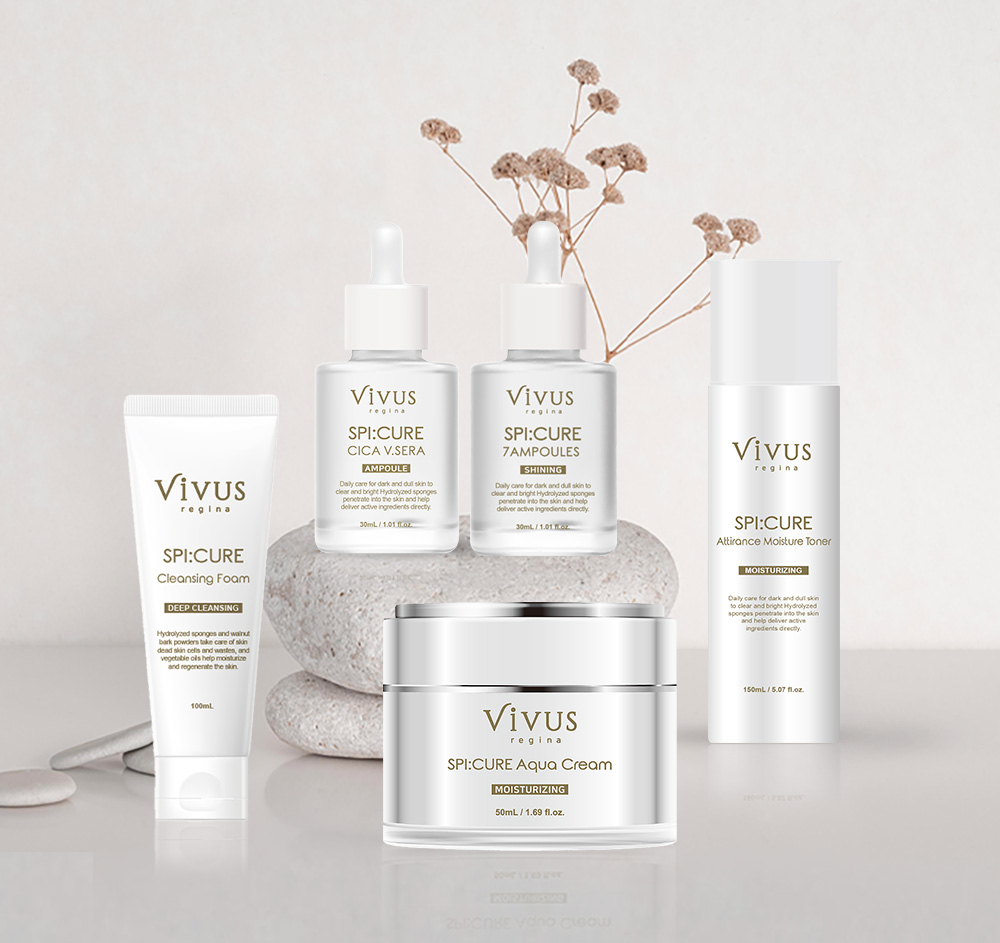 Vivus
regina
SPI:CURE
Cleansing Foam
DEEP CLEANSING
Hydrolyzed sponges and walnut
bark powders take care of skin
dead skin cells and wastes, and
vegetable oils help moisturize
and regenerate the skin.
100mL
Vivus
regina
SPI:CURE
CICA V.SERA
AMPOULE
Daily care for dark and dull skin to
clear and bright Hydrolyzed sponges
penetrate into the skin and help
deliver active ingredients directly.
30mL / 1.01 fl.oz.
Vivus
regina
SPI:CURE
7AMPOULES
SHINING
Daily care for dark and dull skin to
clear and bright Hydrolyzed sponges
penetrate into the skin and help
deliver active ingredients directly.
30mL / 1.01 fl.oz.
Vivus
regina
SPI:CURE Aqua Cream
MOISTURIZING
50mL / 1.69 fl.oz.
Vivus
regina
SPI:CURE
Attirance Moisture Toner
MOISTURIZING
Daily care for dark and dull skin
to clear and bright Hydrolyzed
sponges penetrate into the skin
and help deliver active
ingredients directly.
150mL / 5.07 fl.oz.